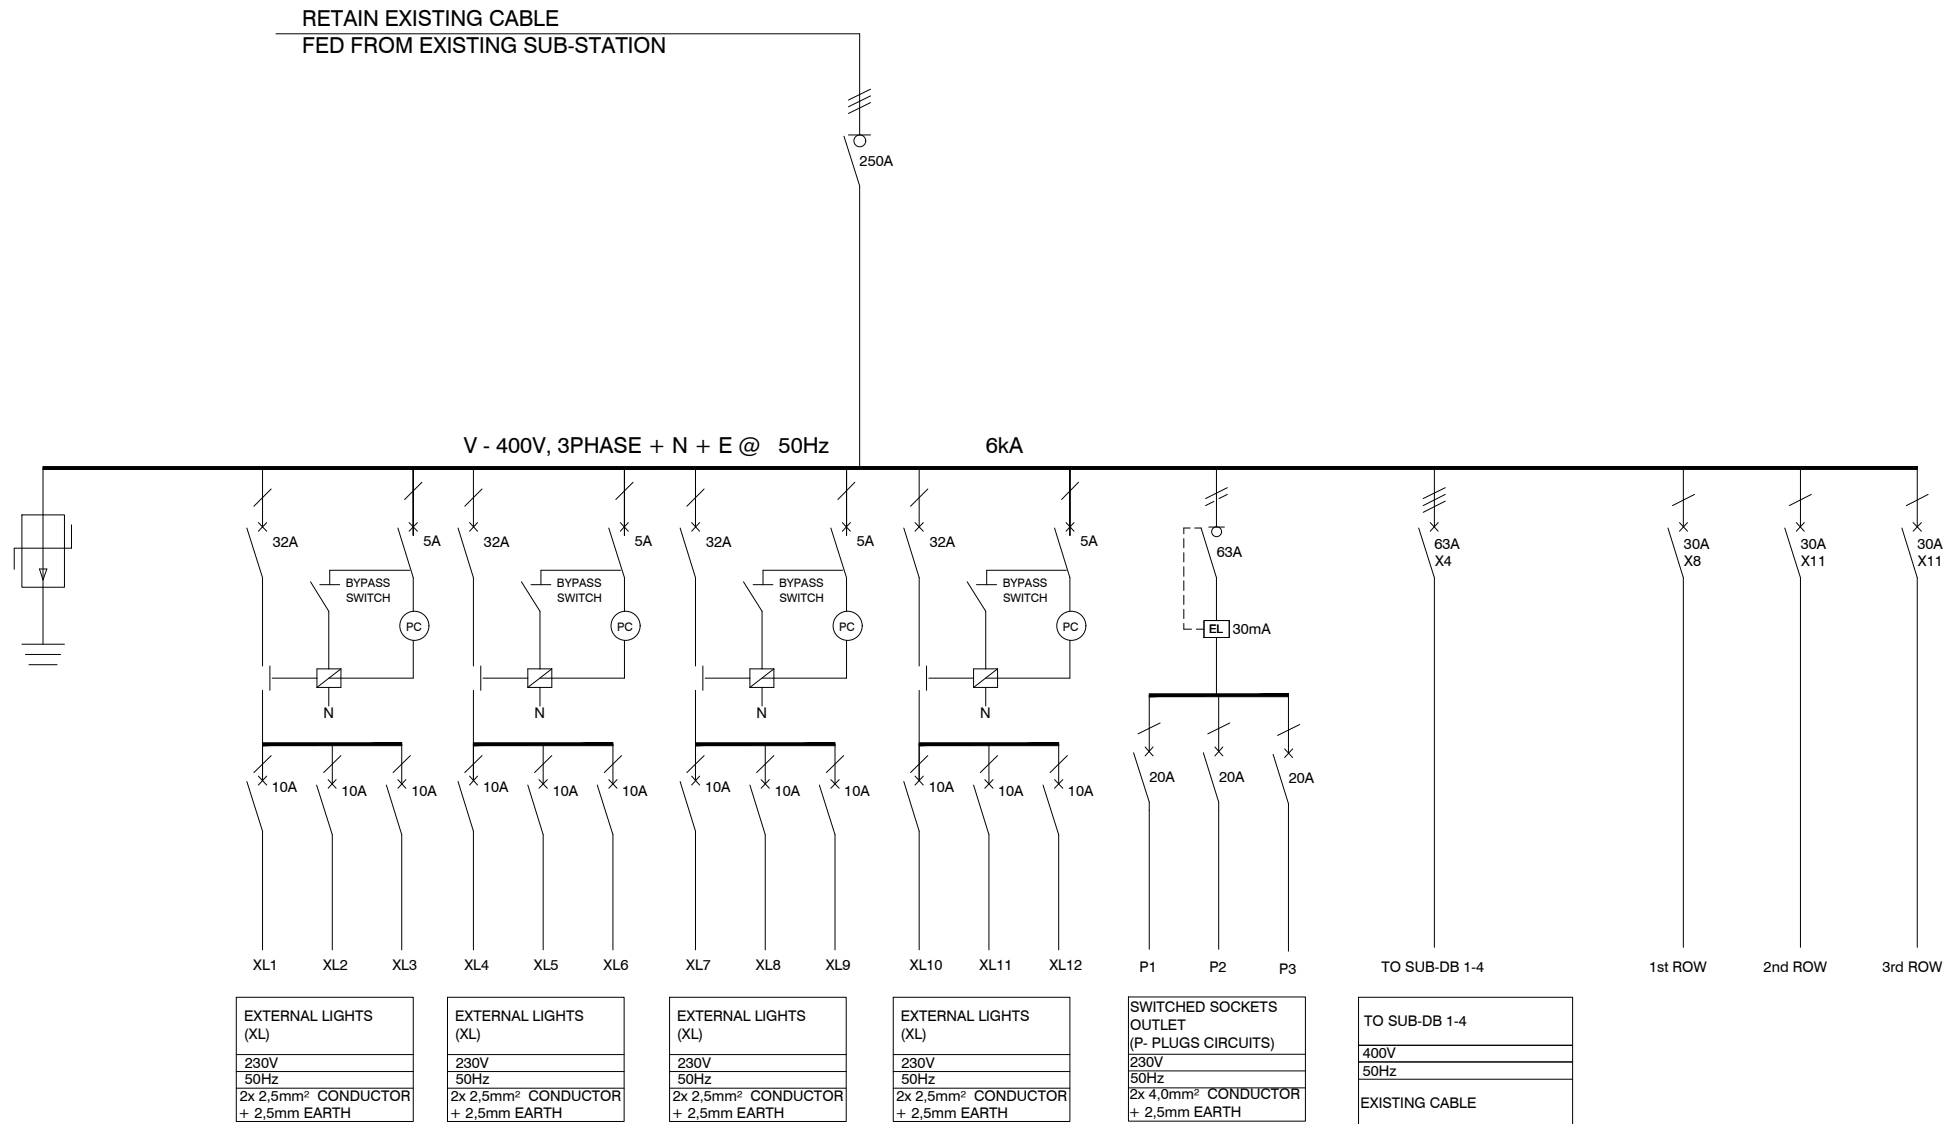 RETAIN EXISTING CABLE
FED FROM EXISTING SUB-STATION
250A
V - 400V, 3PHASE + N + E @ 50Hz 6kA
32A
5A
BYPASS
SWITCH
PC
N
10A
10A
10A
XL1 XL2 XL3
32A
5A
BYPASS
SWITCH
PC
N
10A
10A
10A
XL4 XL5 XL6
32A
5A
BYPASS
SWITCH
PC
N
10A
10A
10A
XL7 XL8 XL9
32A
5A
BYPASS
SWITCH
PC
N
10A
10A
10A
XL10 XL11 XL12
63A
EL 30mA
20A
20A
20A
P1 P2 P3
63A
X4
TO SUB-DB 1-4
30A
X8
1st ROW
30A
X11
2nd ROW
30A
X11
3rd ROW
EXTERNAL LIGHTS
(XL)
230V
50Hz
2x 2,5mm² CONDUCTOR
+ 2,5mm EARTH
EXTERNAL LIGHTS
(XL)
230V
50Hz
2x 2,5mm² CONDUCTOR
+ 2,5mm EARTH
EXTERNAL LIGHTS
(XL)
230V
50Hz
2x 2,5mm² CONDUCTOR
+ 2,5mm EARTH
EXTERNAL LIGHTS
(XL)
230V
50Hz
2x 2,5mm² CONDUCTOR
+ 2,5mm EARTH
SWITCHED SOCKETS
OUTLET
(P- PLUGS CIRCUITS)
230V
50Hz
2x 4,0mm² CONDUCTOR
+ 2,5mm EARTH
TO SUB-DB 1-4
400V
50Hz
EXISTING CABLE